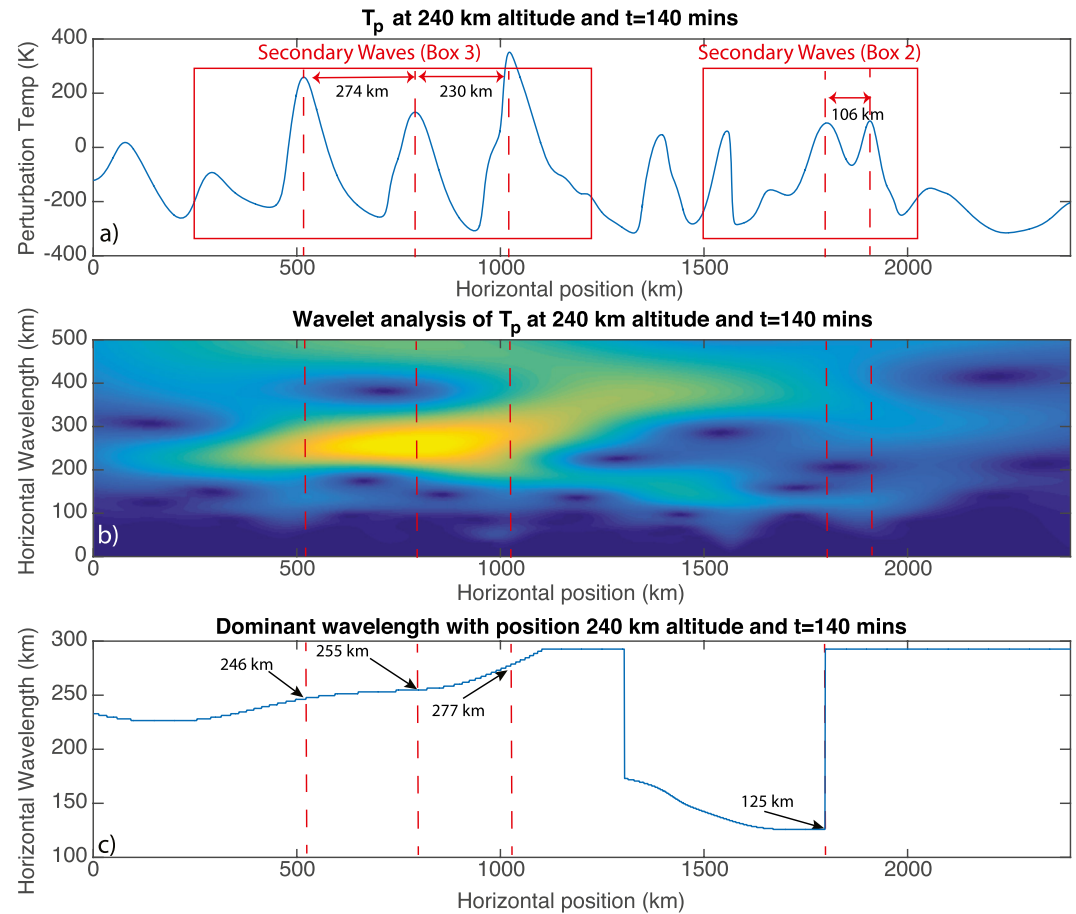 Tp at 240 km altitude and t=140 mins
Perturbation Temp (K)
400
200
0
-200
-400
Secondary Waves (Box 3)
Secondary Waves (Box 2)
274 km
230 km
106 km
a)
0
500
1000
1500
2000
Horizontal position (km)
Wavelet analysis of Tp at 240 km altitude and t=140 mins
Horizontal Wavelength (km)
500
400
300
200
100
0
b)
0
500
1000
1500
2000
Horizontal position (km)
Dominant wavelength with position 240 km altitude and t=140 mins
Horizontal Wavelength (km)
300
250
200
150
100
246 km
255 km
277 km
125 km
c)
0
500
1000
1500
2000
Horizontal position (km)